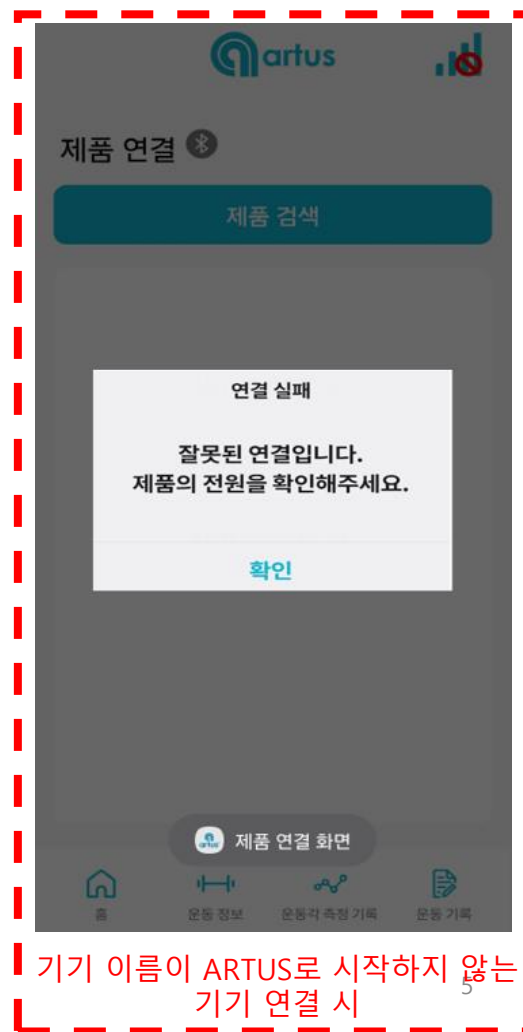 artus
제품 연결
제품 검색
연결 실패
잘못된 연결입니다.
제품의 전원을 확인해주세요.
확인
artus 제품 연결 화면
홈 운동 정보 운동각 측정 기록 운동 기록
기기 이름이 ARTUS로 시작하지 않는
5
기기 연결 시